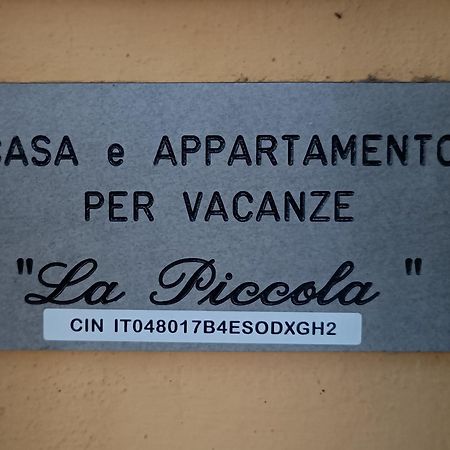 CASA e APPARTAMENTO
PER VACANZE
"La Piccola "
CIN IT048017B4ESODXGH2